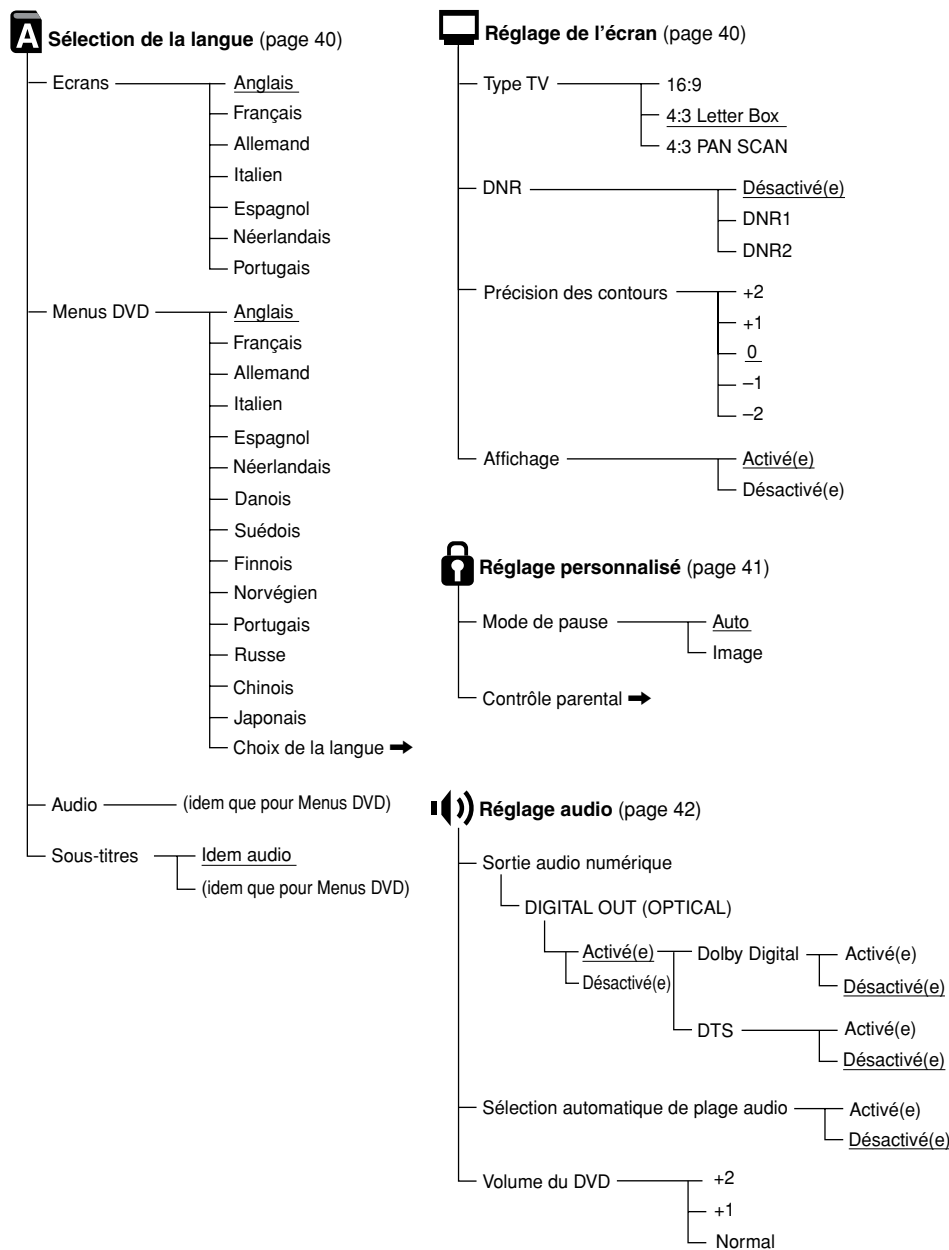 A Sélection de la langue (page 40)
Ecrans
Anglais
Français
Allemand
Italien
Espagnol
Néerlandais
Portugais
Menus DVD
Anglais
Français
Allemand
Italien
Espagnol
Néerlandais
Danois
Suédois
Finnois
Norvégien
Portugais
Russe
Chinois
Japonais
Choix de la langue ➡
Audio (idem que pour Menus DVD)
Sous-titres
Idem audio
(idem que pour Menus DVD)
Réglage de l'écran (page 40)
Type TV
16:9
4:3 Letter Box
4:3 PAN SCAN
DNR
Désactivé(e)
DNR1
DNR2
Précision des contours
+2
+1
0
–1
–2
Affichage
Activé(e)
Désactivé(e)
Réglage personnalisé (page 41)
Mode de pause
Auto
Image
Contrôle parental ➡
Réglage audio (page 42)
Sortie audio numérique
DIGITAL OUT (OPTICAL)
Activé(e)
Désactivé(e)
Dolby Digital
Activé(e)
Désactivé(e)
DTS
Activé(e)
Désactivé(e)
Sélection automatique de plage audio
Activé(e)
Désactivé(e)
Volume du DVD
+2
+1
Normal